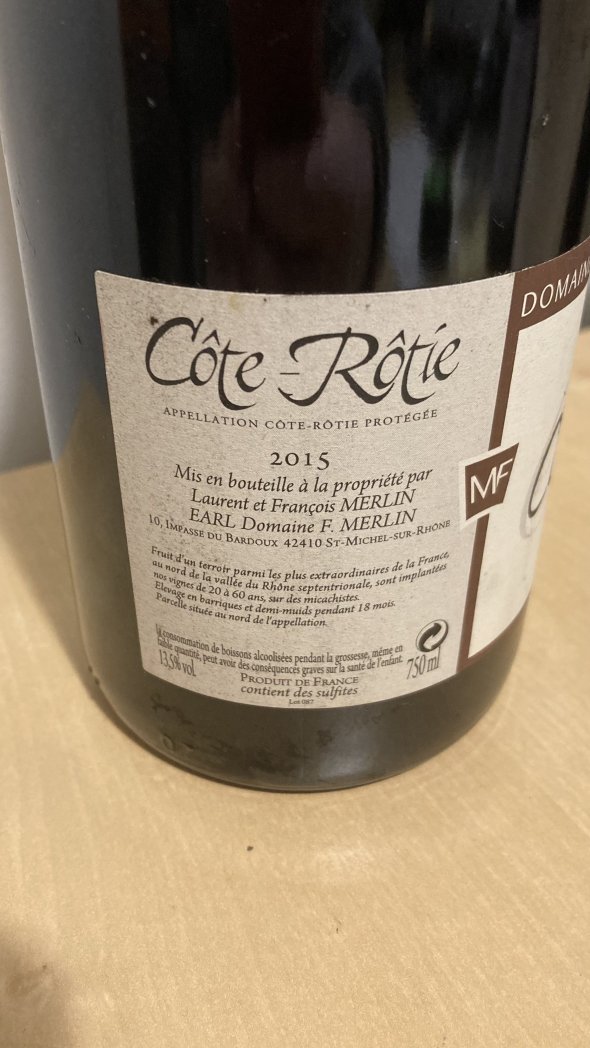 Côte-Rôtie
APPELLATION CÔTE-RÔTIE PROTÉGÉE
2015
Mis en bouteille à la propriété par
Laurent et François MERLIN
EARL Domaine F. MERLIN
10, IMPASSE DU BARDOUX 42410 ST-MICHEL-SUR-RHÔNE
Fruit d'un terroir parmi les plus extraordinaires de la France,
au nord de la vallée du Rhône septentrionale, sont implantées
nos vignes de 20 à 60 ans, sur des micachistes.
Elevage en barriques et demi-muids pendant 18 mois.
Parcelle située au nord de l'appellation.
La consommation de boissons alcoolisées pendant la grossesse, même en
faible quantité, peut avoir des conséquences graves sur la santé de l'enfant.
13,5% vol.
750 ml
PRODUIT DE FRANCE
contient des sulfites
Lot 087
DOMAIN
MF